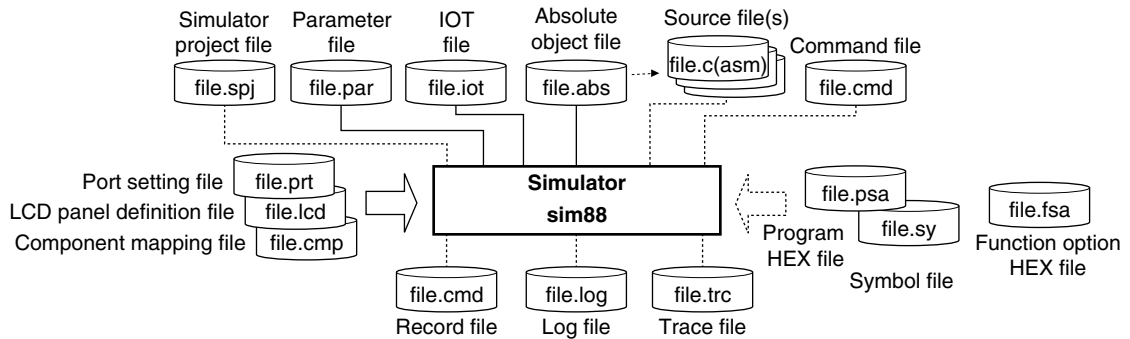 Simulator
project file
Parameter
file
IOT
file
Absolute
object file
Source file(s)
Command file
file.spj
file.par
file.iot
file.abs
file.c(asm)
file.cmd
Port setting file
file.prt
LCD panel definition file
file.lcd
Component mapping file
file.cmp
Simulator
sim88
file.psa
file.sy
file.fsa
Program
HEX file
Symbol file
Function option
HEX file
file.cmd
file.log
file.trc
Record file
Log file
Trace file